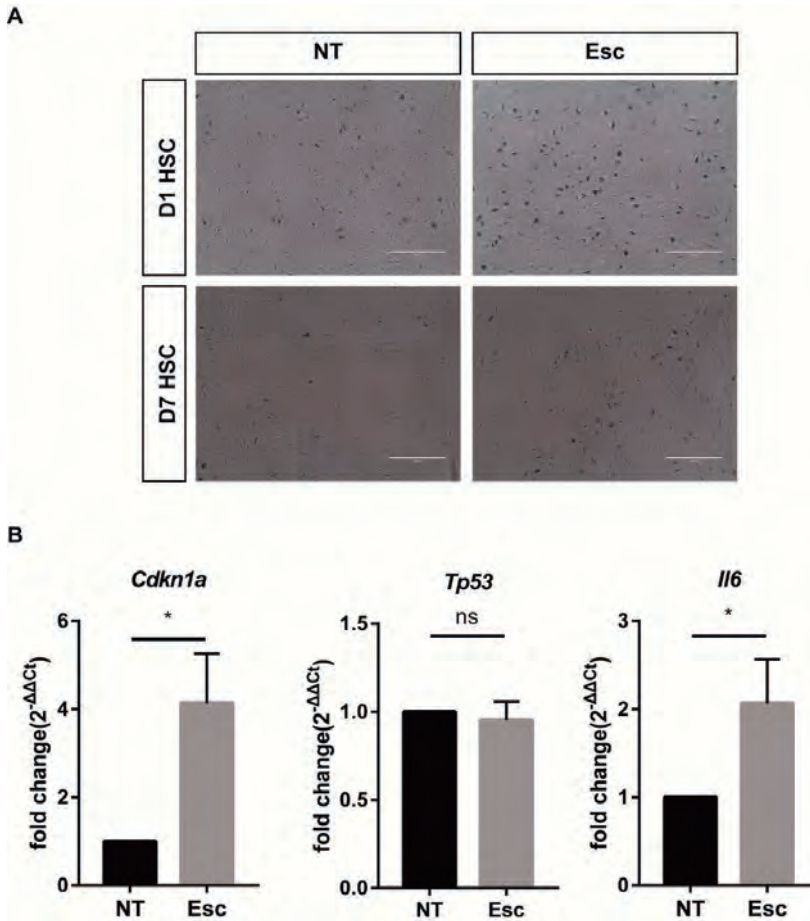 A
NT Esc
D1 HSC
D7 HSC
B
Cdkn1a Tp53 Il6
* ns *
fold change(2-ΔΔCt) fold change(2-ΔΔCt) fold change(2-ΔΔCt)
6 1.5 3
4 1.0 2
2 0.5 1
0 0.0 0
NT Esc NT Esc NT Esc